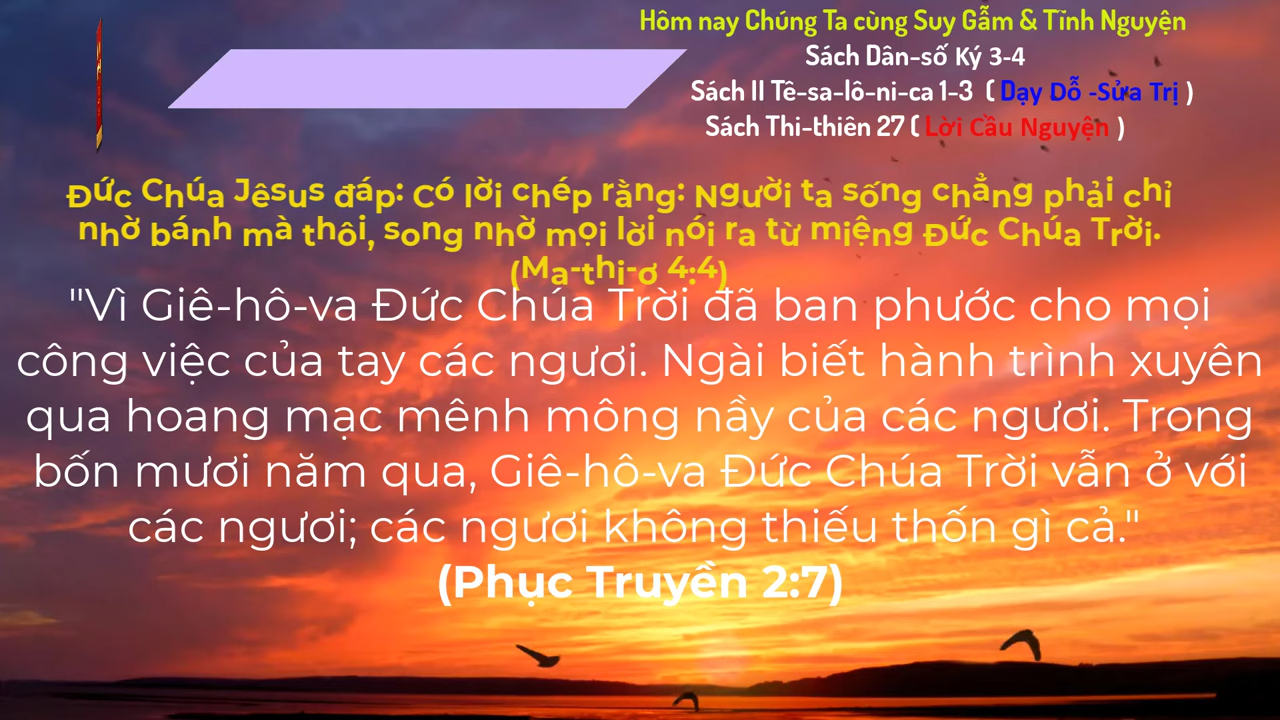 Hôm nay Chúng Ta cùng Suy Gẫm & Tĩnh Nguyện
Sách Dân-số Ký 3-4
Sách II Tê-sa-lô-ni-ca 1-3 ( Dạy Dỗ -Sửa Trị )
Sách Thi-thiên 27 ( Lời Cầu Nguyện )
Đức Chúa Jêsus đáp: Có lời chép rằng: Người ta sống chẳng phải chỉ
nhờ bánh mà thôi, song nhờ mọi lời nói ra từ miệng Đức Chúa Trời.
(Ma-thi-ơ 4:4)
"Vì Giê-hô-va Đức Chúa Trời đã ban phước cho mọi
công việc của tay các ngươi. Ngài biết hành trình xuyên
qua hoang mạc mênh mông nầy của các ngươi. Trong
bốn mươi năm qua, Giê-hô-va Đức Chúa Trời vẫn ở với
các ngươi; các ngươi không thiếu thốn gì cả."
(Phục Truyền 2:7)